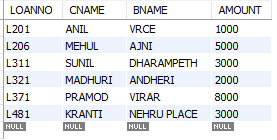 LOANNO CNAME BNAME AMOUNT
L201 ANIL VRCE 1000
L206 MEHUL AJNI 5000
L311 SUNIL DHARAMPETH 3000
L321 MADHURI ANDHERI 2000
L371 PRAMOD VIRAR 8000
L481 KRANTI NEHRU PLACE 3000
NULL NULL NULL NULL